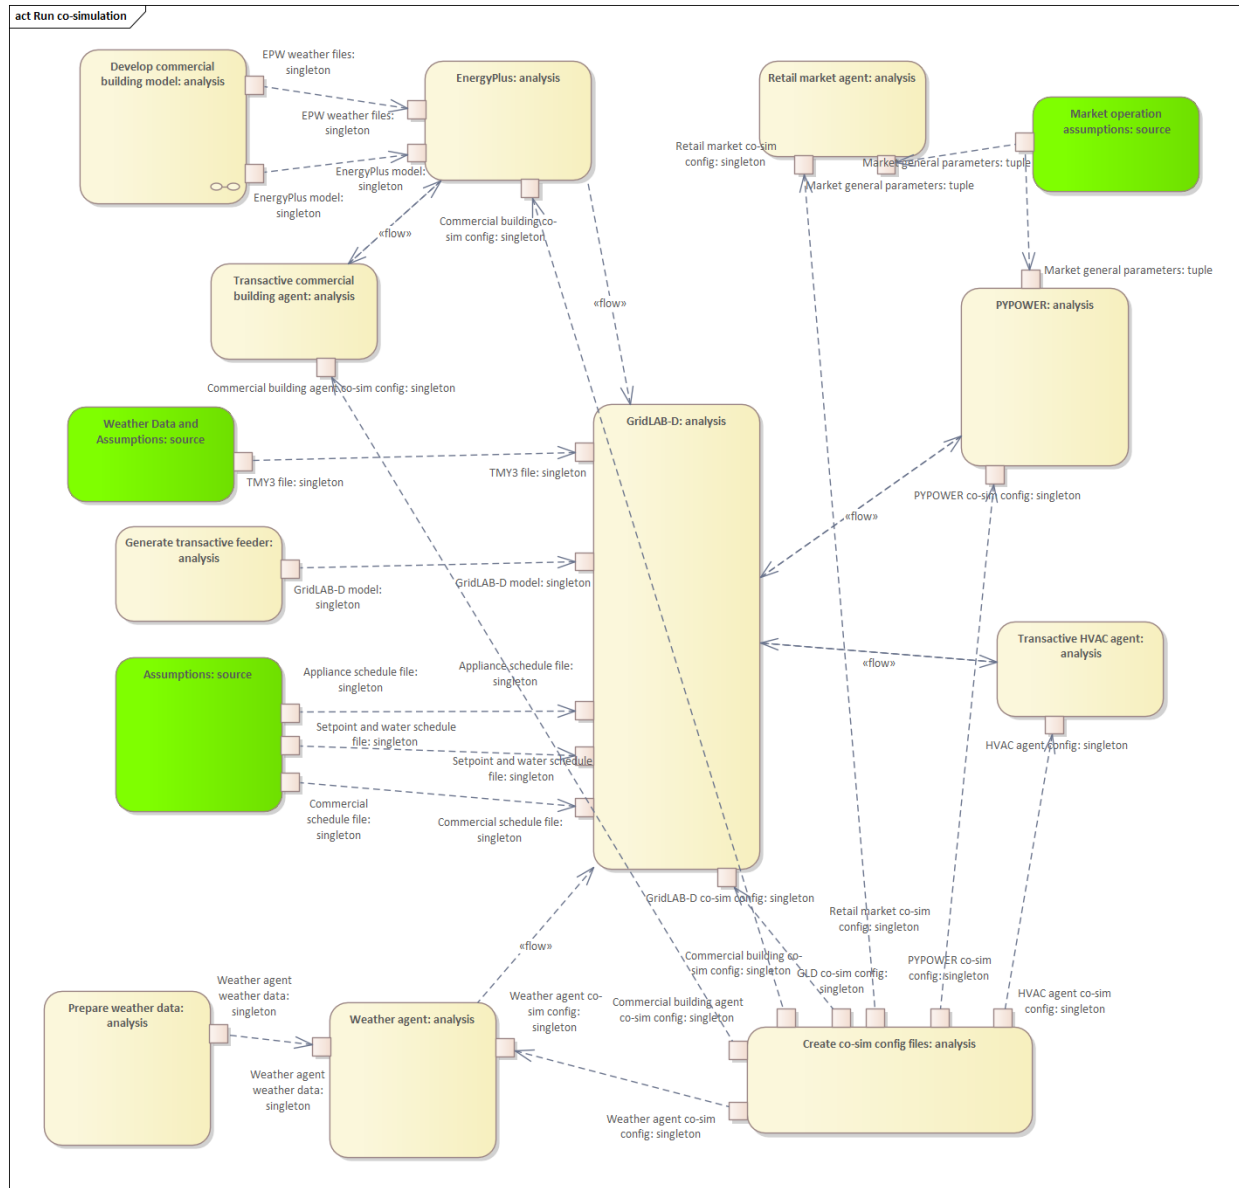 act Run co-simulation
Develop commercial
building model: analysis
EPW weather files:
singleton
EPW weather files:
singleton
EnergyPlus model:
singleton
EnergyPlus model:
singleton
EnergyPlus: analysis
Commercial building co-
sim config: singleton
«flow»
«flow»
Retail market agent: analysis
Retail market co-sim
config: singleton
Market general parameters: tuple
Market general parameters: tuple
Market operation
assumptions: source
Market general parameters: tuple
PYPOWER: analysis
PYPOWER co-sim config: singleton
Transactive commercial
building agent: analysis
Commercial building agent co-sim config: singleton
Weather Data and
Assumptions: source
TMY3 file: singleton
TMY3 file: singleton
GridLAB-D: analysis
«flow»
Generate transactive feeder:
analysis
GridLAB-D model:
singleton
GridLAB-D model: singleton
Transactive HVAC agent:
analysis
«flow»
HVAC agent config: singleton
Assumptions: source
Appliance schedule file:
singleton
Appliance schedule file:
singleton
Setpoint and water schedule
file: singleton
Setpoint and water schedule
file: singleton
Commercial
schedule file:
singleton
Commercial schedule file:
singleton
GridLAB-D co-sim config: singleton
«flow»
Prepare weather data:
analysis
Weather agent
weather data:
singleton
Weather agent
weather data:
singleton
Weather agent: analysis
Weather agent co-
sim config:
singleton
Commercial building co-
sim config: singleton
Commercial building agent
co-sim config: singleton
GLD co-sim config:
singleton
Retail market co-sim
config: singleton
PYPOWER co-sim
config: singleton
HVAC agent co-sim
config: singleton
Create co-sim config files: analysis
Weather agent co-sim
config: singleton